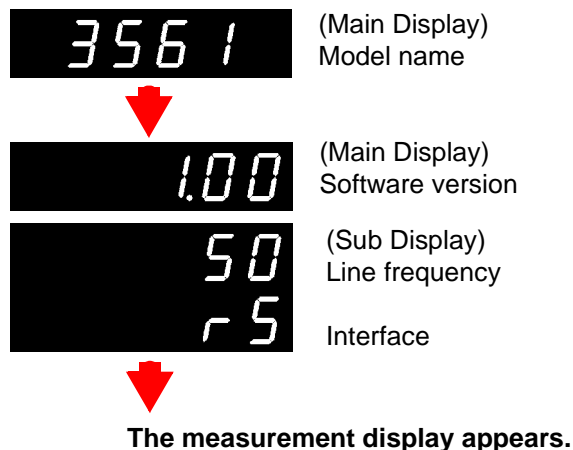 3561
(Main Display)
Model name
1.00
(Main Display)
Software version
50
(Sub Display)
Line frequency
rS
Interface
The measurement display appears.